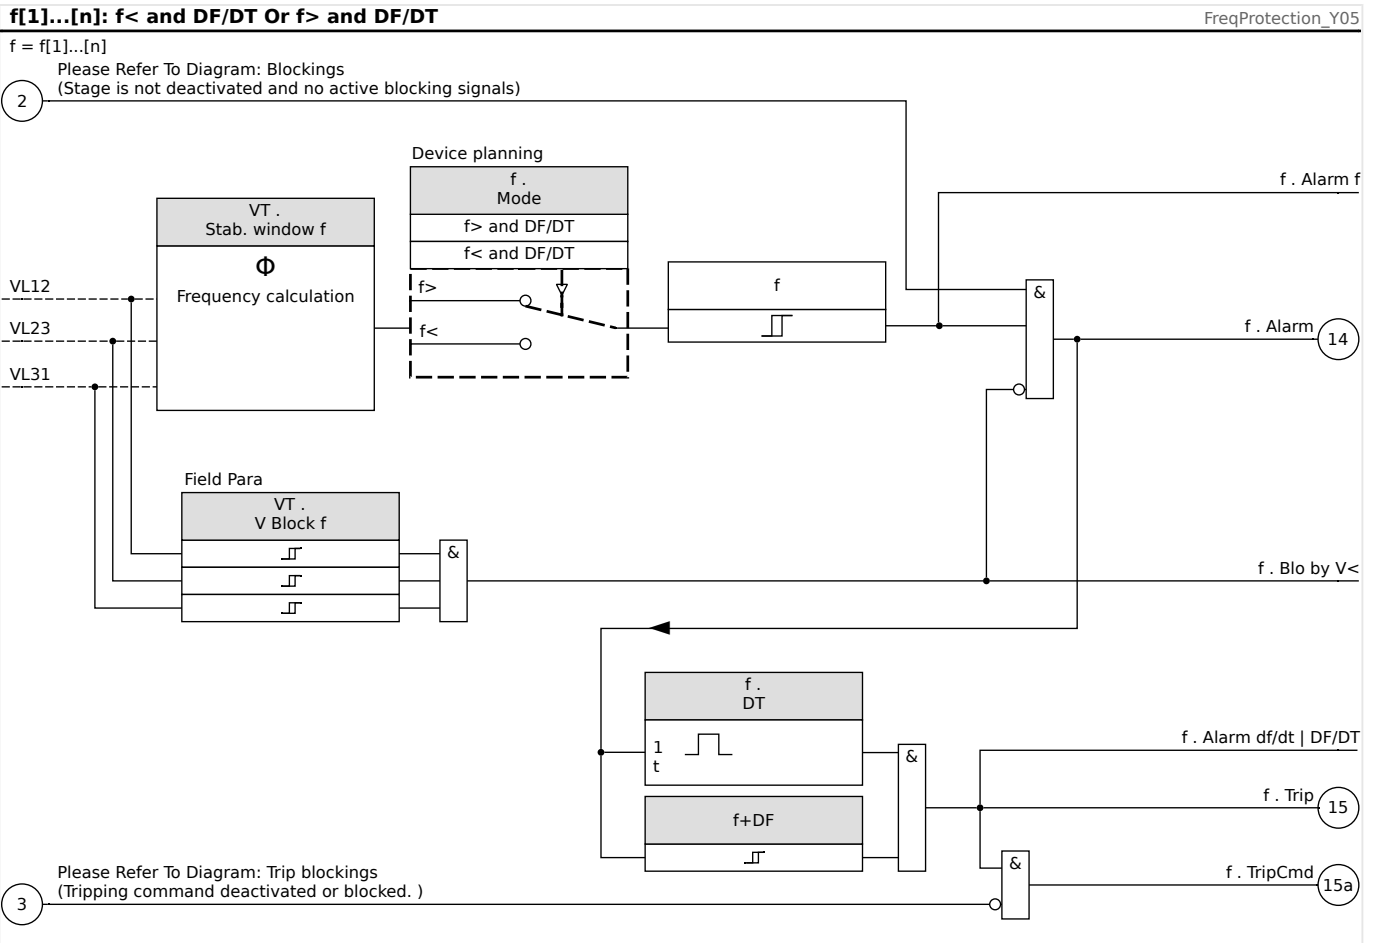 f[1]...[n]: f< and DF/DT Or f> and DF/DT
FreqProtection_Y05
f = f[1]...[n]
Please Refer To Diagram: Blockings
(Stage is not deactivated and no active blocking signals)
2
Device planning
f .
Mode
f> and DF/DT
f< and DF/DT
f . Alarm f
VT .
Stab. window f
Φ
Frequency calculation
VL12
VL23
VL31
f>
f<
f
&
f . Alarm
14
Field Para
VT .
V Block f
&
f . Blo by V<
f .
DT
1
t
&
f . Alarm df/dt | DF/DT
f . Trip
15
f+DF
&
f . TripCmd
15a
Please Refer To Diagram: Trip blockings
(Tripping command deactivated or blocked. )
3